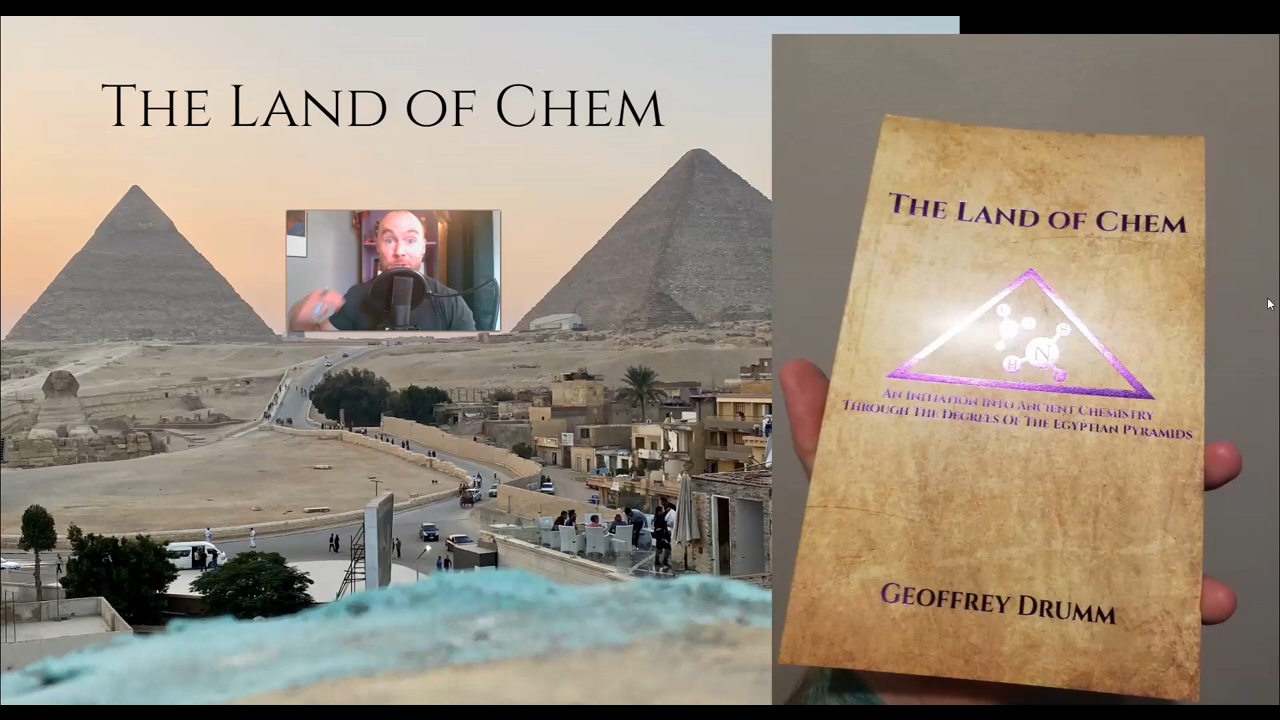 The Land of Chem
The Land of Chem
H
H
H
N
H
An Initiation Into Ancient Chemistry
Through The Degrees Of The Egyptian Pyramids
Geoffrey Drumm